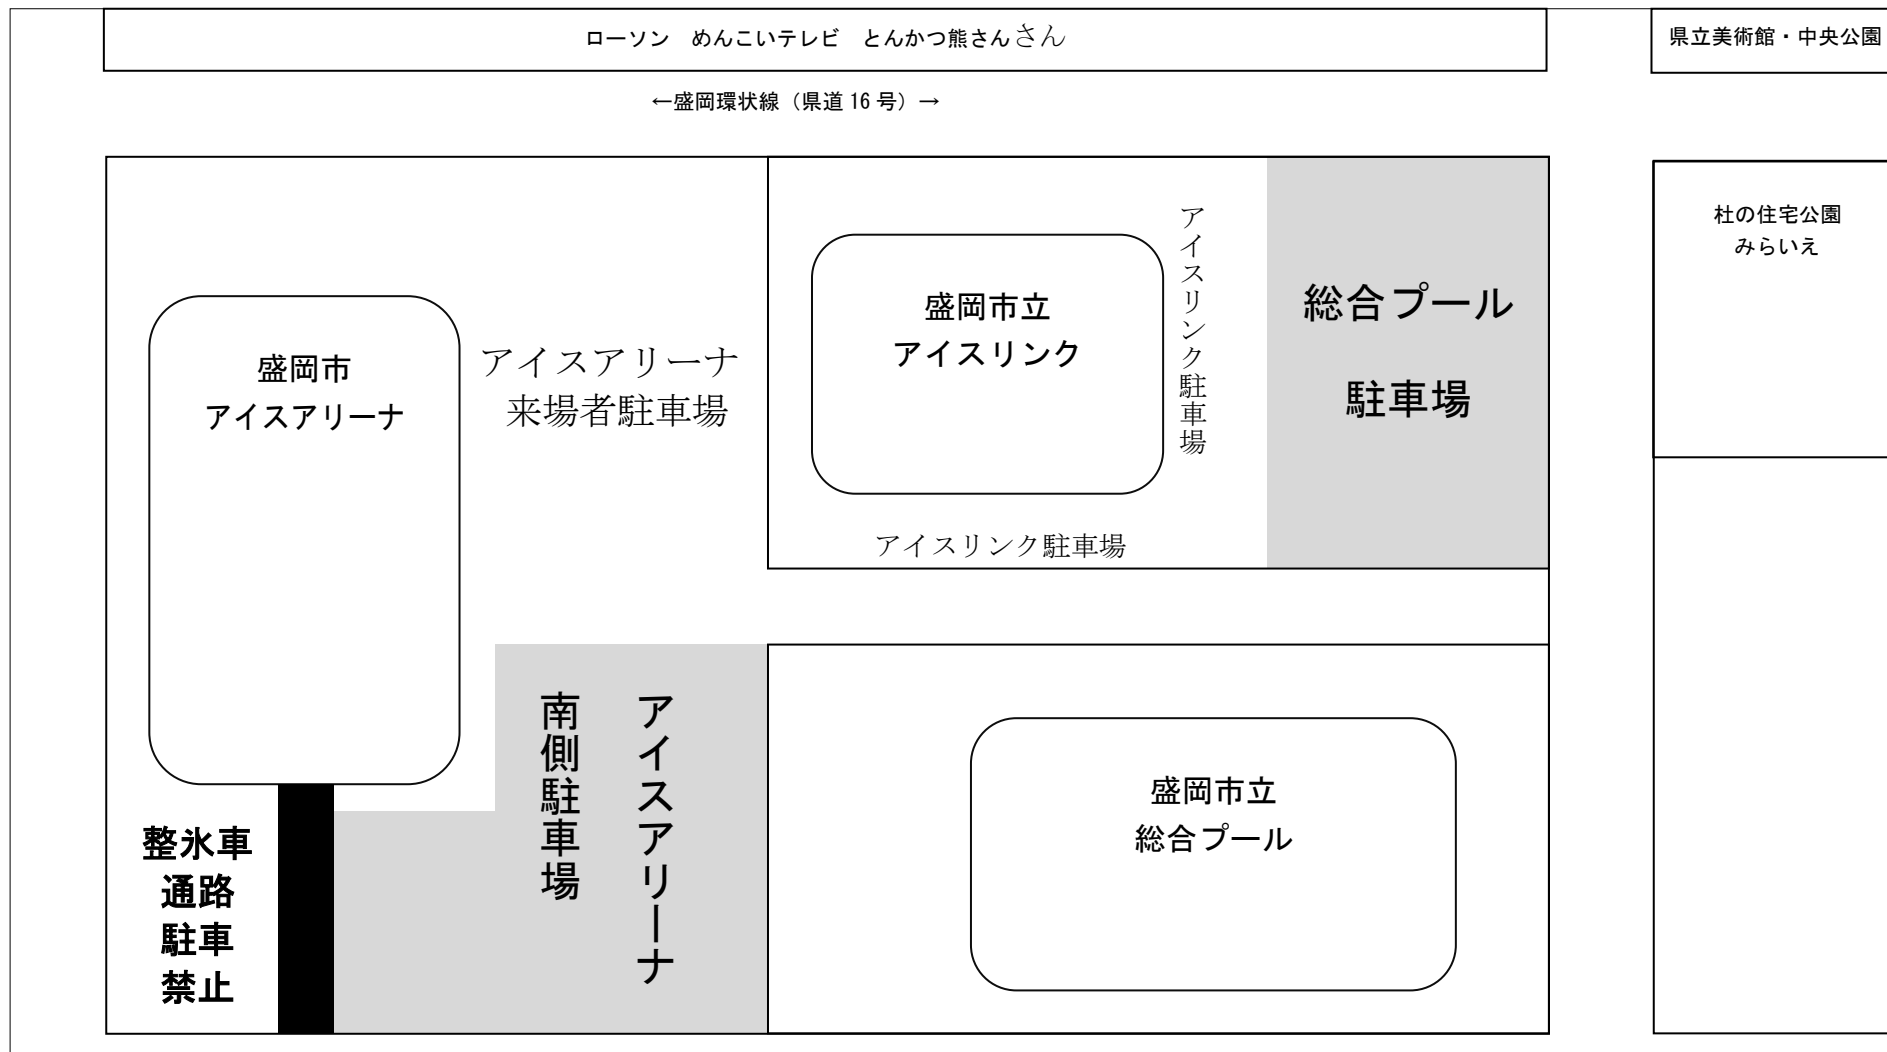 ローソン　めんこいテレビ　とんかつ熊さんさん
県立美術館・中央公園
←盛岡環状線（県道16号）→
杜の住宅公園
みらいえ
盛岡市
アイスアリーナ
アイスアリーナ
来場者駐車場
盛岡市立
アイスリンク
アイスリンク駐車場
アイスリンク駐車場
総合プール
駐車場
アイスアリーナ
南側駐車場
盛岡市立
総合プール
整氷車
通路
駐車
禁止